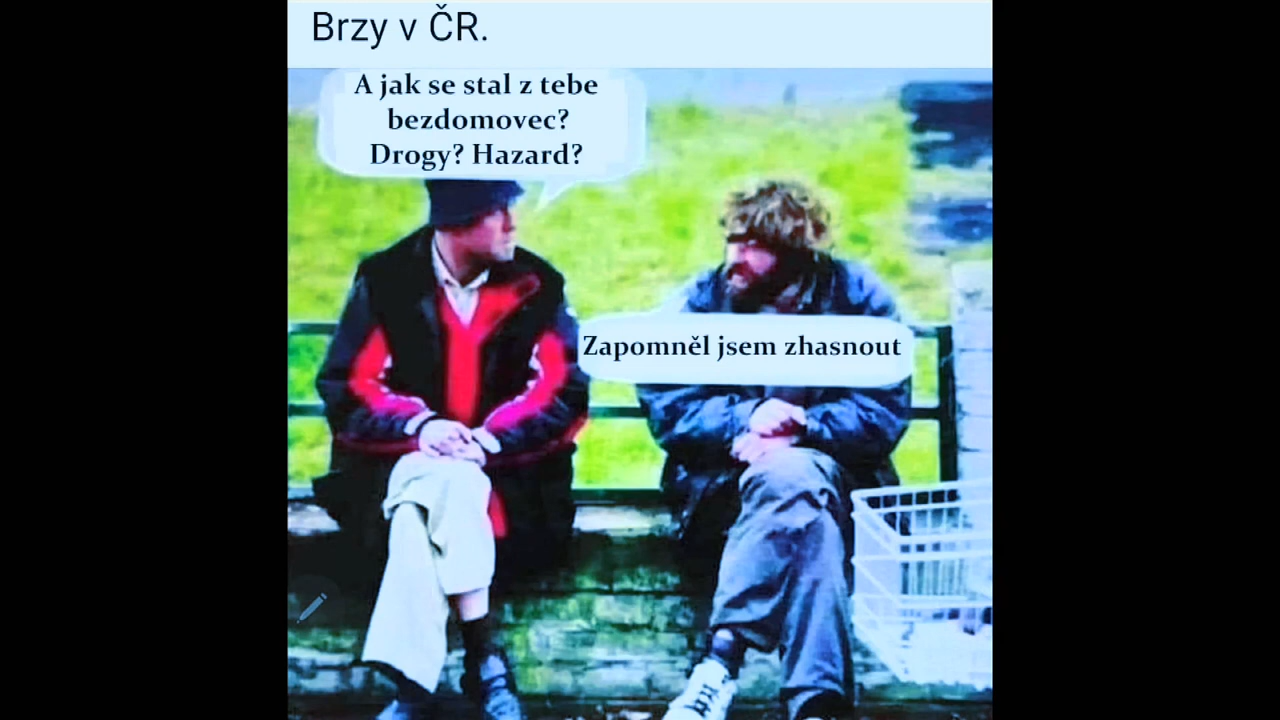 Brzy v ČR.
A jak se stal z tebe
bezdomovec?
Drogy? Hazard?
Zapomněl jsem zhasnout